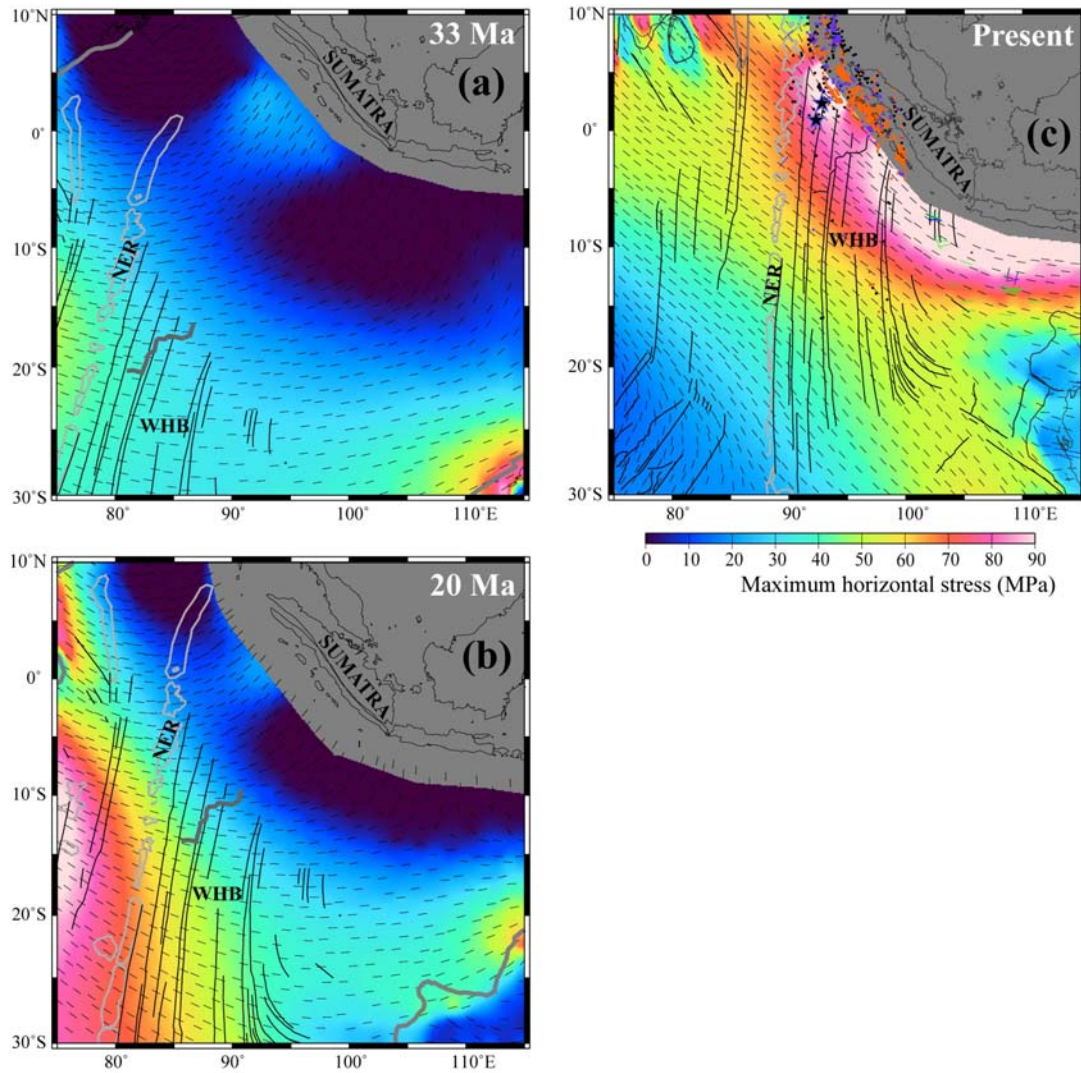 10°N
33 Ma
(a)
SUMATRA
0°
NER
10°S
20°S
WHB
30°S
80° 90° 100° 110°E
10°N
Present
(c)
SUMATRA
0°
10°S
WHB
NER
20°S
30°S
80° 90° 100° 110°E
0 10 20 30 40 50 60 70 80 90
Maximum horizontal stress (MPa)
10°N
20 Ma
(b)
SUMATRA
0°
NER
10°S
WHB
20°S
30°S
80° 90° 100° 110°E